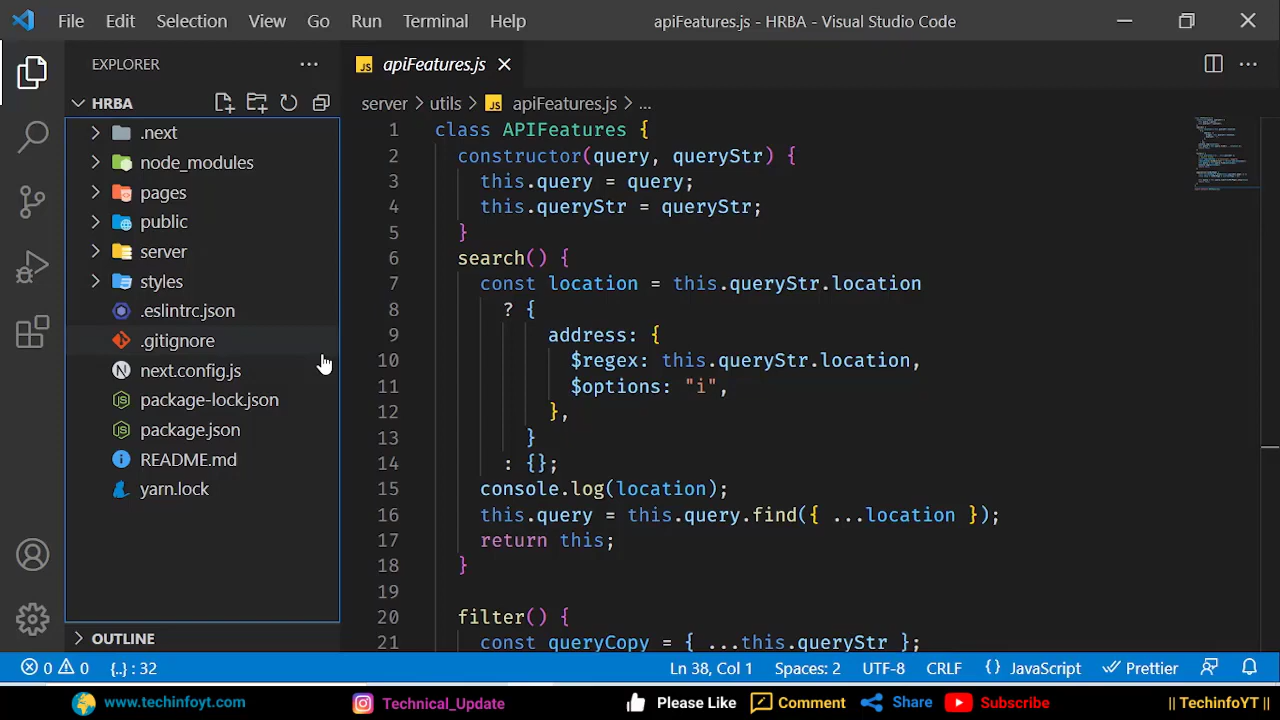 File Edit Selection View Go Run Terminal Help apiFeatures.js - HRBA - Visual Studio Code
EXPLORER
HRBA
.next
node_modules
pages
public
server
styles
.eslintrc.json
.gitignore
next.config.js
package-lock.json
package.json
README.md
yarn.lock
OUTLINE
JS apiFeatures.js
server > utils > JS apiFeatures.js > ...
1 class APIFeatures {
2 constructor(query, queryStr) {
3 this.query = query;
4 this.queryStr = queryStr;
5 }
6 search() {
7 const location = this.queryStr.location
8 ? {
9 address: {
10 $regex: this.queryStr.location,
11 $options: "i",
12 },
13 }
14 : {};
15 console.log(location);
16 this.query = this.query.find({ ...location });
17 return this;
18 }
19
20 filter() {
21 const queryCopy = { ...this.queryStr };
0 0 {..} : 32 Ln 38, Col 1 Spaces: 2 UTF-8 CRLF {} JavaScript Prettier
www.techinfoyt.com Technical_Update Please Like Comment Share Subscribe || TechinfoYT ||